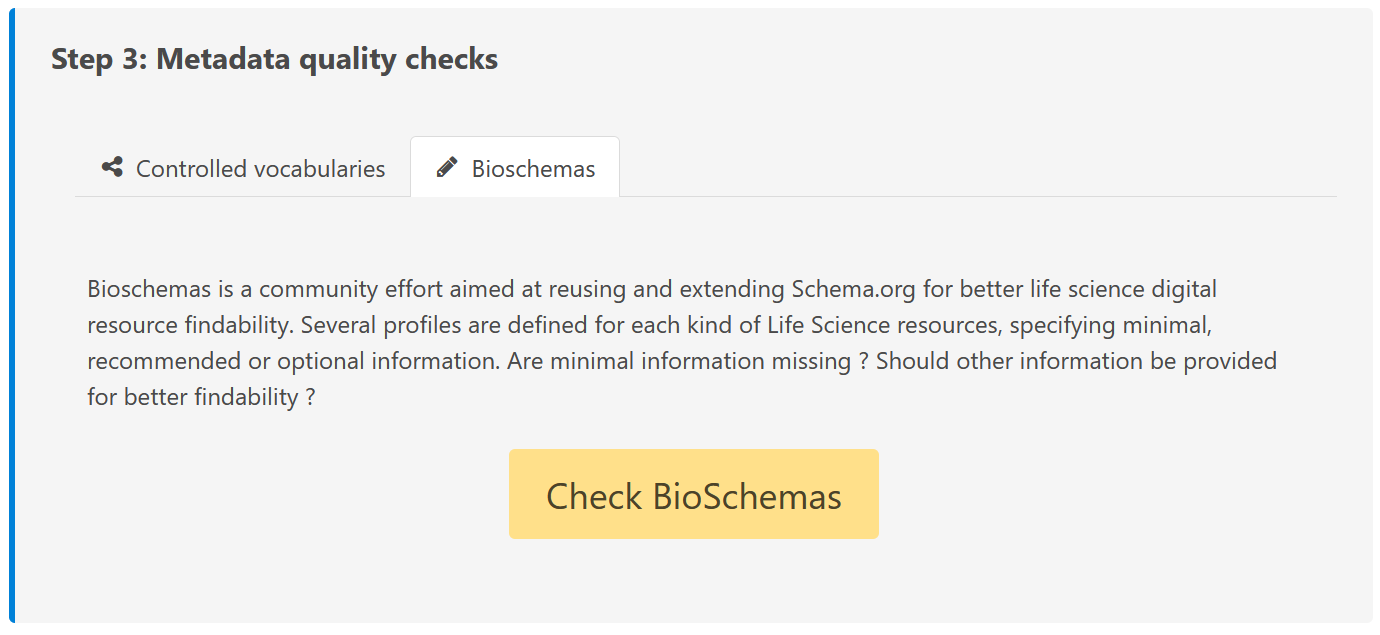 Step 3: Metadata quality checks
Controlled vocabularies
Bioschemas
Bioschemas is a community effort aimed at reusing and extending Schema.org for better life science digital
resource findability. Several profiles are defined for each kind of Life Science resources, specifying minimal,
recommended or optional information. Are minimal information missing ? Should other information be provided
for better findability ?
Check BioSchemas